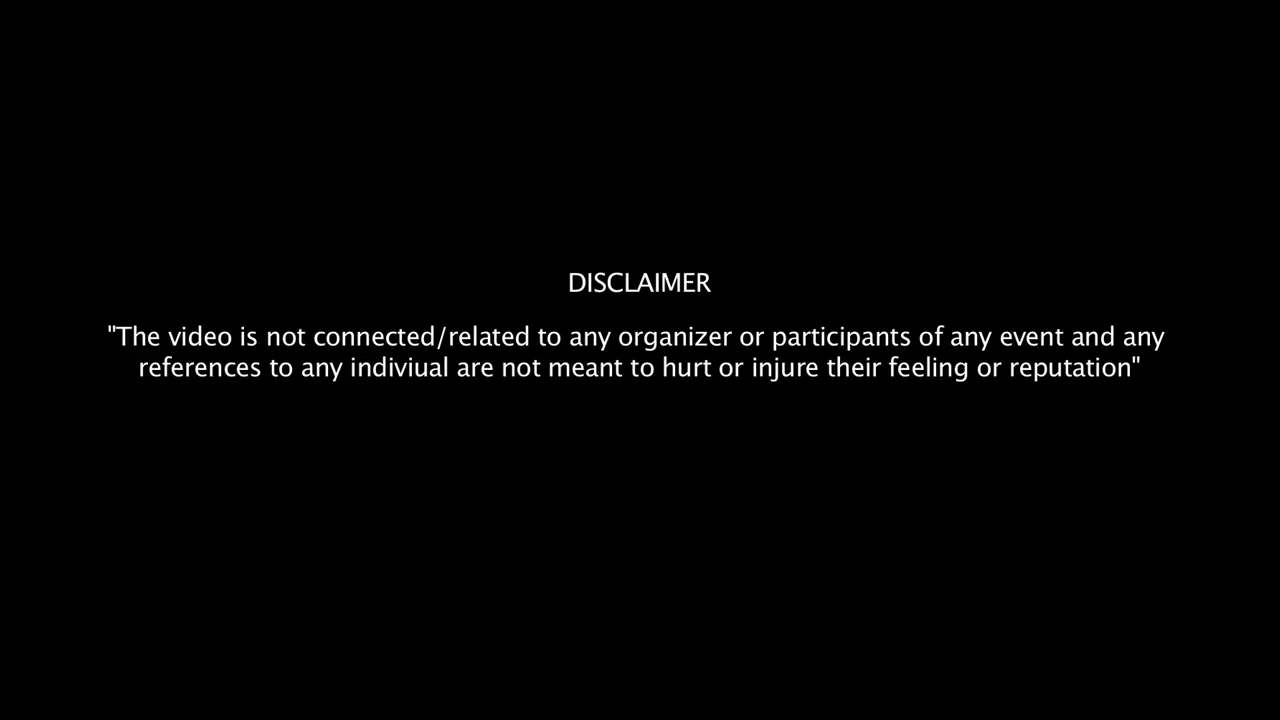 DISCLAIMER
"The video is not connected/related to any organizer or participants of any event and any
references to any indiviual are not meant to hurt or injure their feeling or reputation"